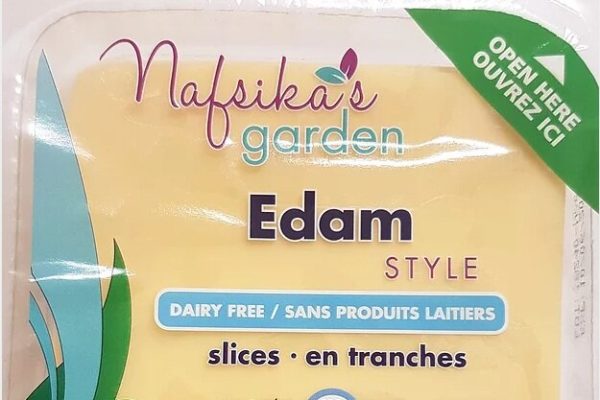 Nafsika's
garden
OPEN HERE
OUVREZ ICI
Edam
STYLE
DAIRY FREE / SANS PRODUITS LAITIERS
slices · en tranches